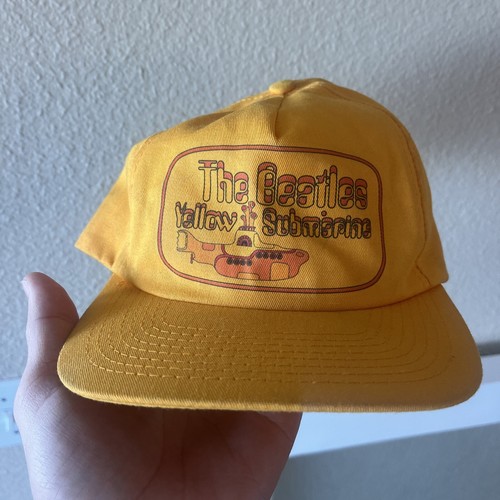 The Beatles
Yellow Submarine